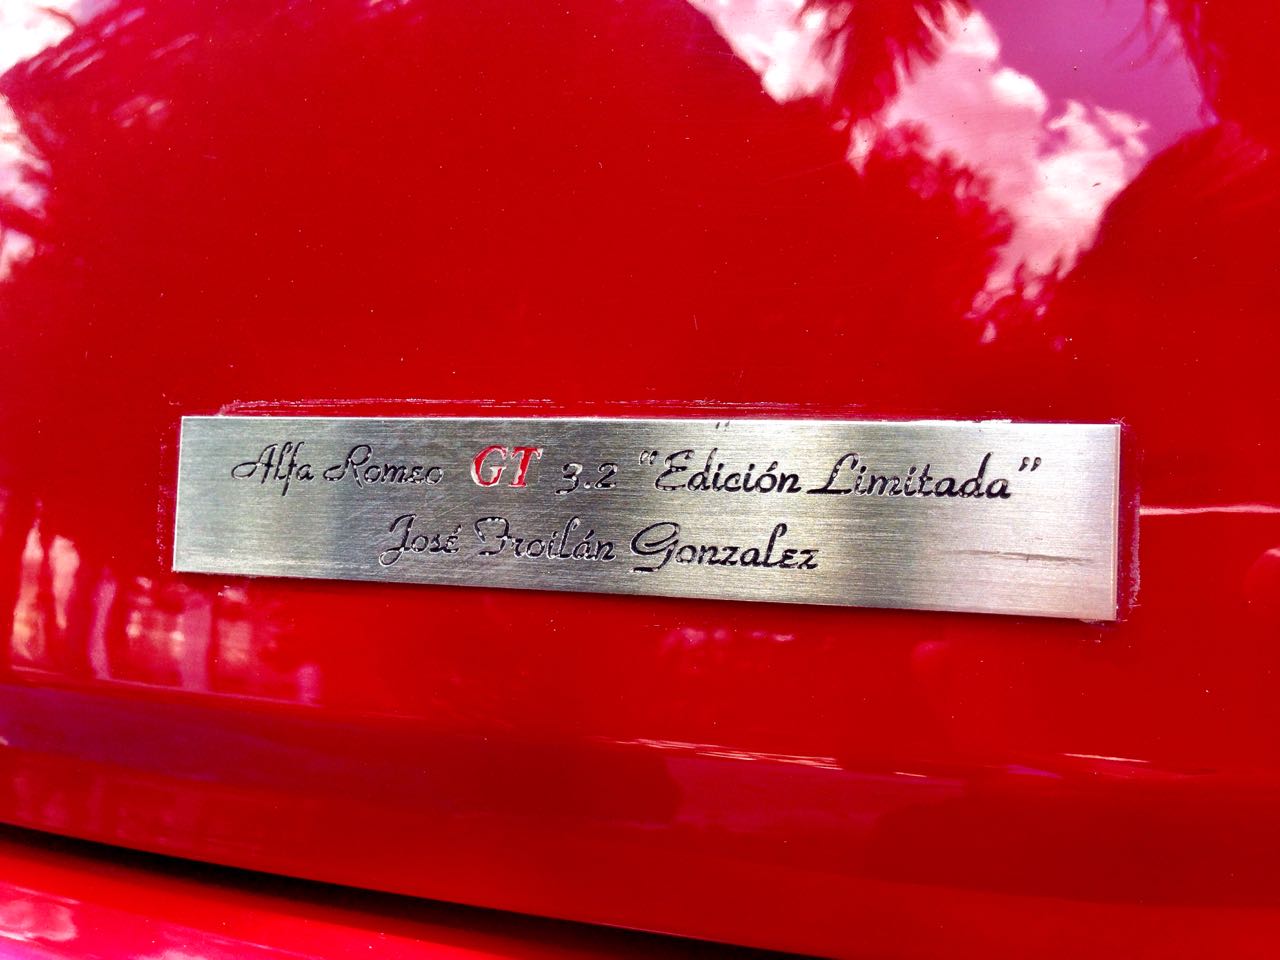 Alfa Romeo GT 3.2 "Edición Limitada"
José Froilán Gonzalez